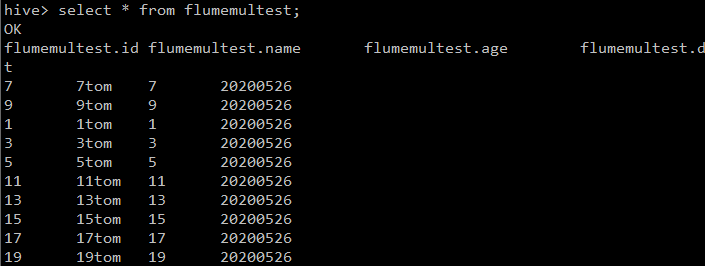 hive> select * from flumemultest;
OK
flumemultest.id flumemultest.name       flumemultest.age        flumemultest.d
t
7       7tom    7       20200526
9       9tom    9       20200526
1       1tom    1       20200526
3       3tom    3       20200526
5       5tom    5       20200526
11      11tom   11      20200526
13      13tom   13      20200526
15      15tom   15      20200526
17      17tom   17      20200526
19      19tom   19      20200526